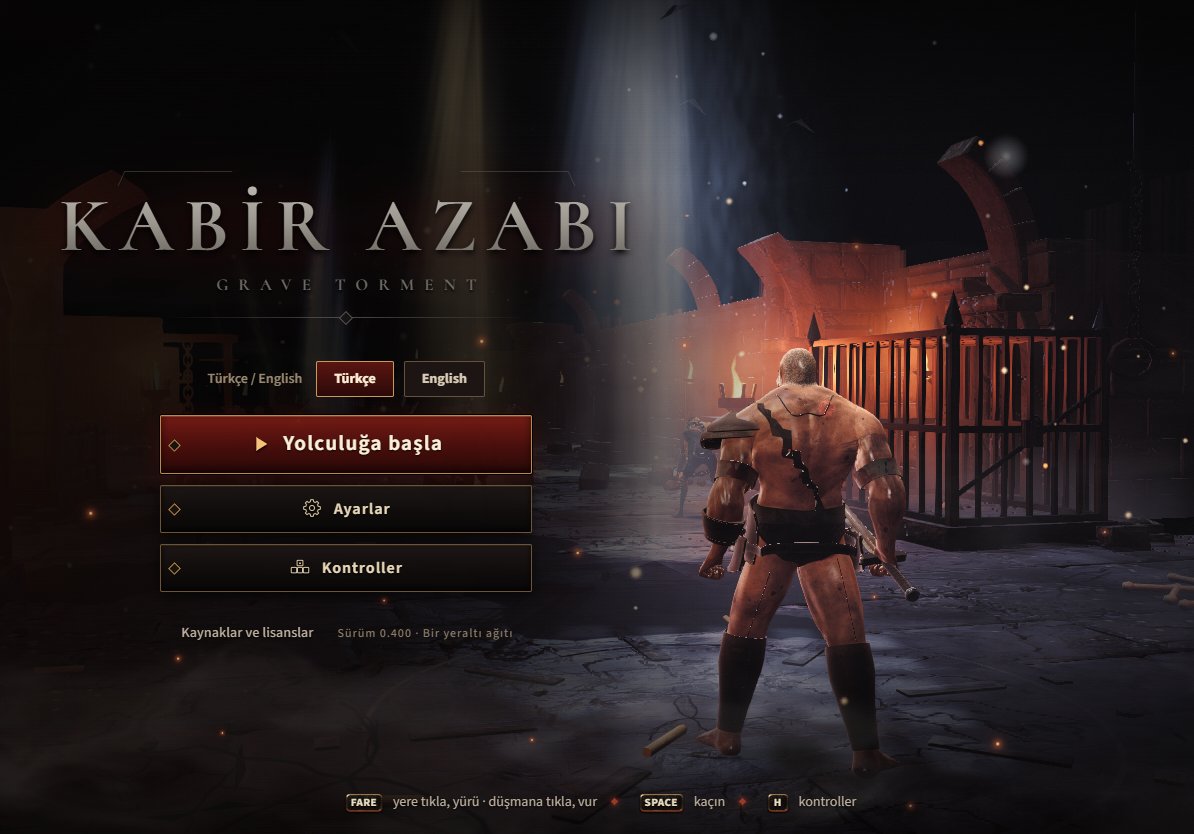 KABİR AZABI
GRAVE TORMENT
Türkçe / English Türkçe English
Yolculuğa başla
Ayarlar
Kontroller
Kaynaklar ve lisanslar Sürüm 0.400 · Bir yeraltı ağıtı
FARE yere tıkla, yürü · düşmana tıkla, vur SPACE kaçın H kontroller